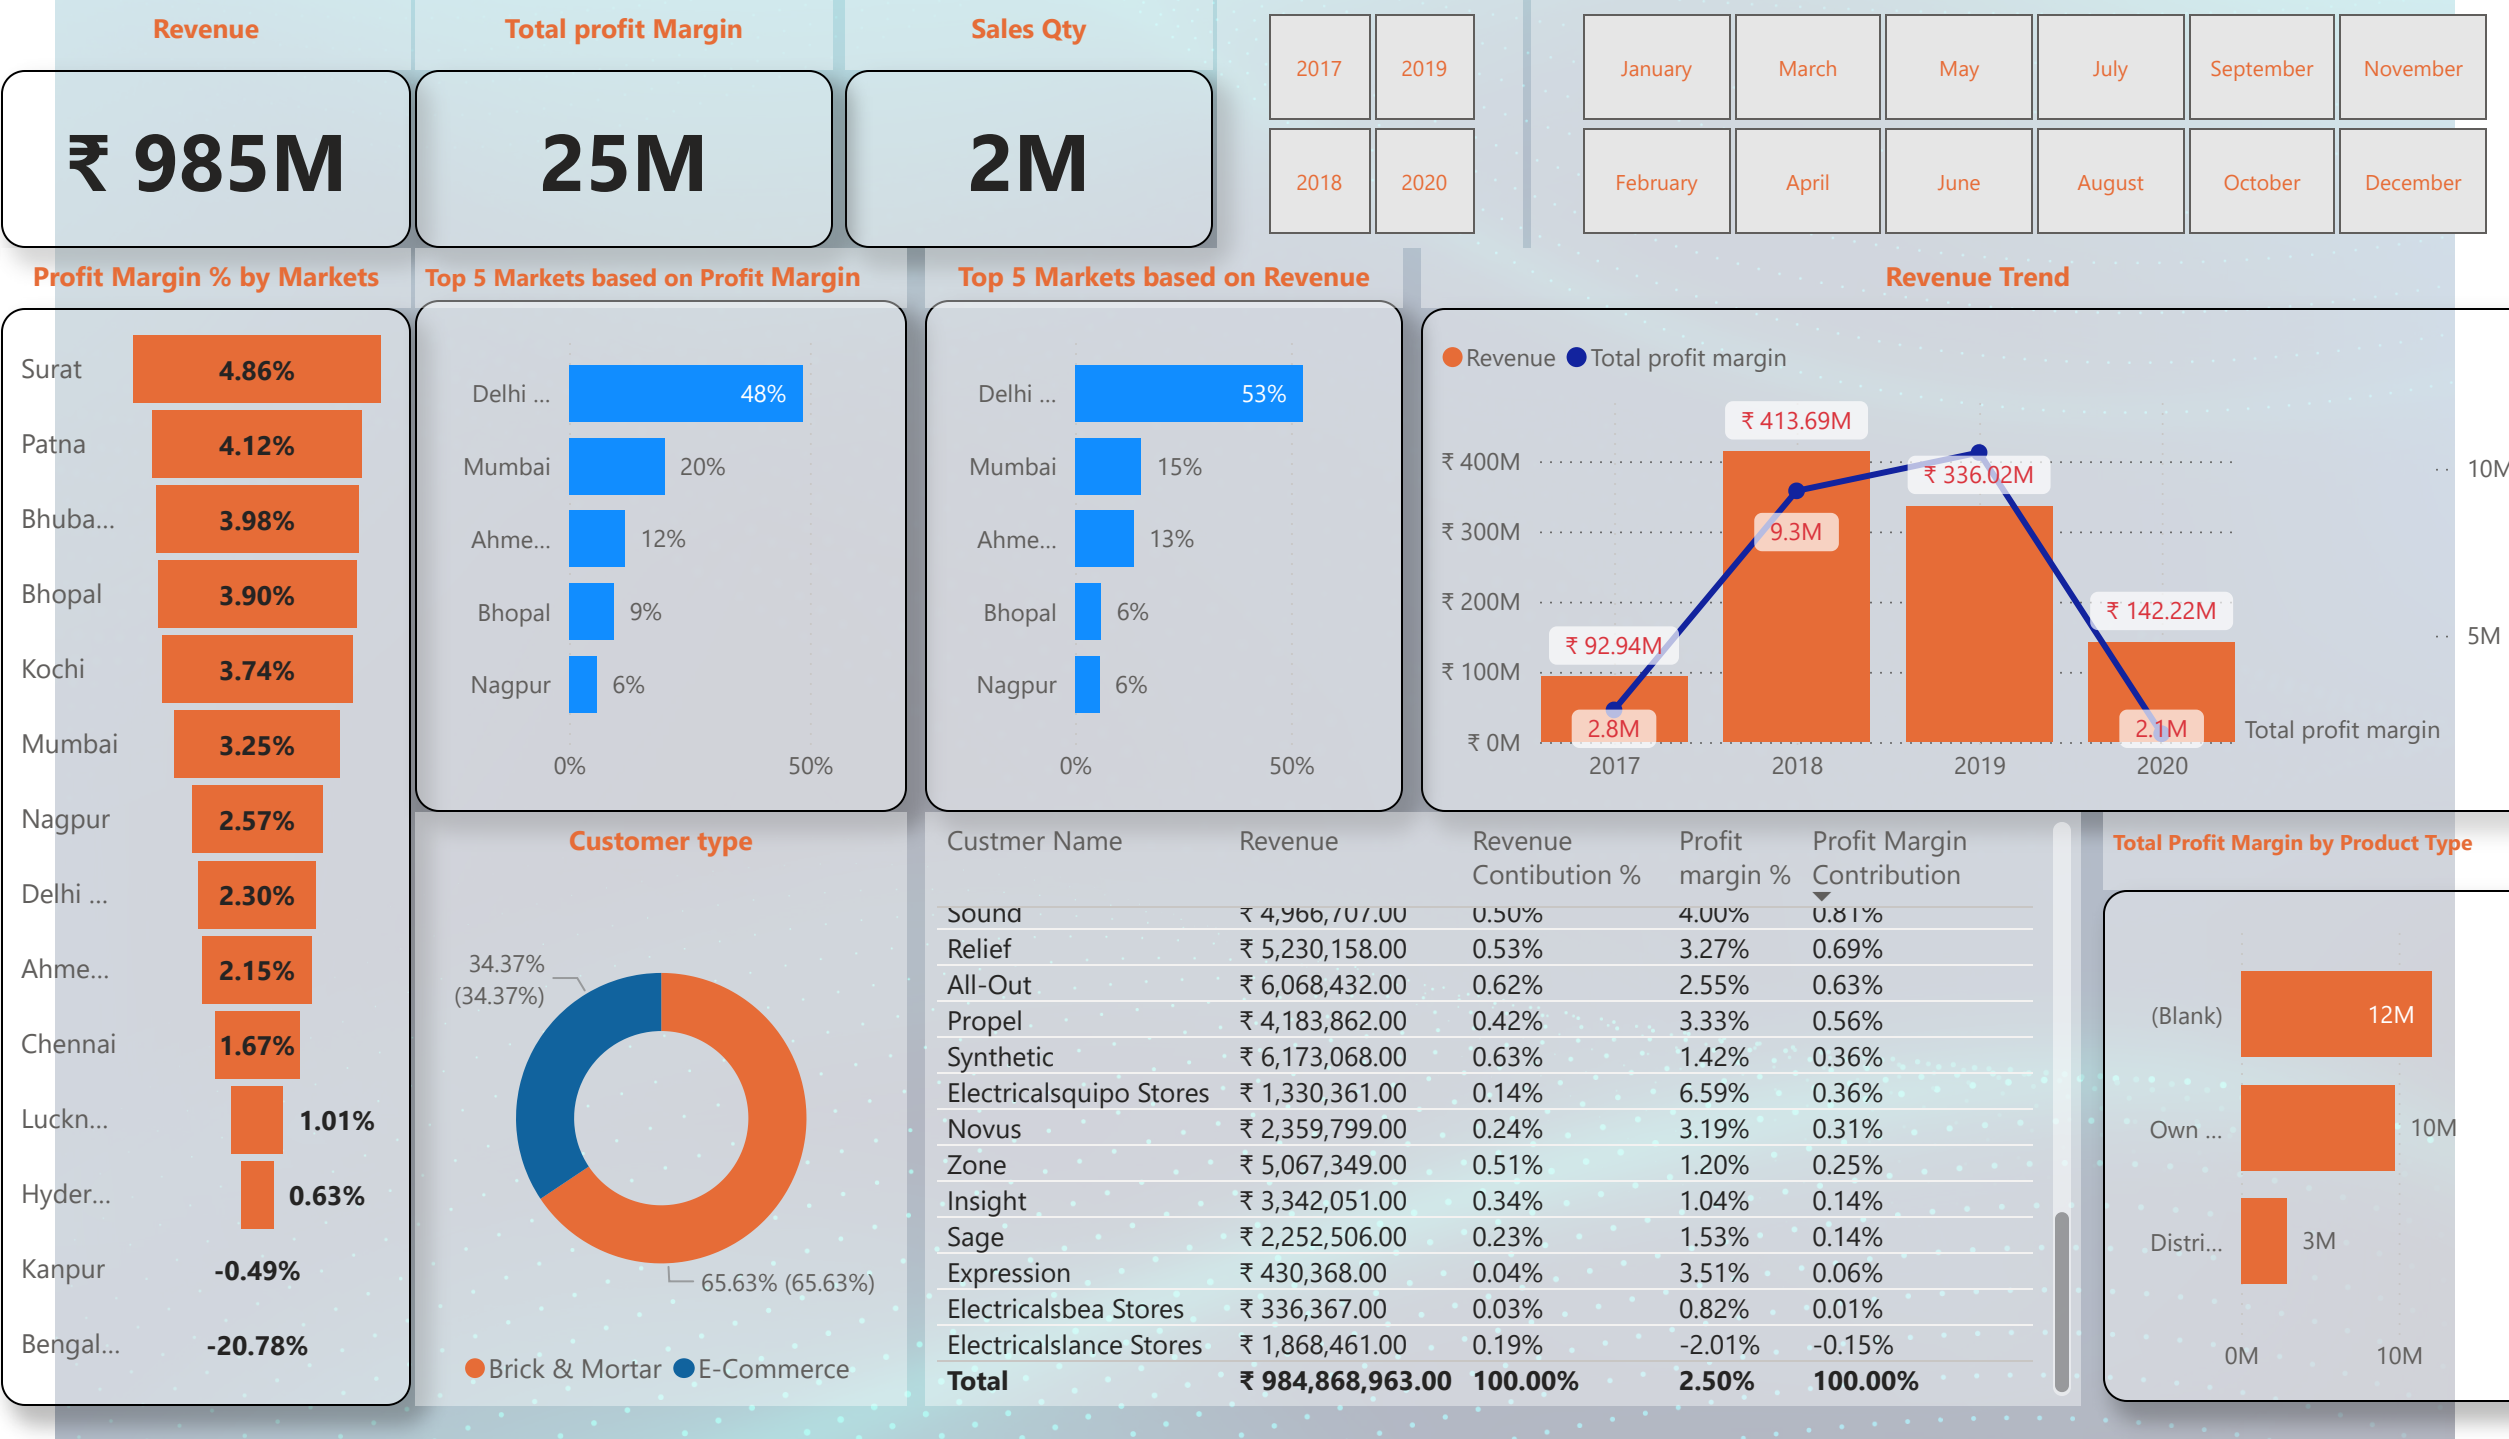 Revenue
Total profit Margin
Sales Qty
₹ 985M
25M
2M
2017
2019
2018
2020
January
March
May
July
September
November
February
April
June
August
October
December
Profit Margin % by Markets
Surat 4.86%
Patna 4.12%
Bhuba... 3.98%
Bhopal 3.90%
Kochi 3.74%
Mumbai 3.25%
Nagpur 2.57%
Delhi ... 2.30%
Ahme... 2.15%
Chennai 1.67%
Luckn... 1.01%
Hyder... 0.63%
Kanpur -0.49%
Bengal... -20.78%
Top 5 Markets based on Profit Margin
Delhi ... 48%
Mumbai 20%
Ahme... 12%
Bhopal 9%
Nagpur 6%
0% 50%
Top 5 Markets based on Revenue
Delhi ... 53%
Mumbai 15%
Ahme... 13%
Bhopal 6%
Nagpur 6%
0% 50%
Revenue Trend
Revenue Total profit margin
₹ 413.69M
₹ 400M
₹ 336.02M
10M
₹ 300M
9.3M
₹ 200M
₹ 142.22M
₹ 92.94M
5M
₹ 100M
2.8M
2.1M
Total profit margin
₹ 0M
2017 2018 2019 2020
Customer type
34.37%
(34.37%)
65.63% (65.63%)
Brick & Mortar E-Commerce
Custmer Name Revenue Revenue Contibution % Profit margin % Profit Margin Contribution
Sound ₹ 4,966,707.00 0.50% 4.00% 0.81%
Relief ₹ 5,230,158.00 0.53% 3.27% 0.69%
All-Out ₹ 6,068,432.00 0.62% 2.55% 0.63%
Propel ₹ 4,183,862.00 0.42% 3.33% 0.56%
Synthetic ₹ 6,173,068.00 0.63% 1.42% 0.36%
Electricalsquipo Stores ₹ 1,330,361.00 0.14% 6.59% 0.36%
Novus ₹ 2,359,799.00 0.24% 3.19% 0.31%
Zone ₹ 5,067,349.00 0.51% 1.20% 0.25%
Insight ₹ 3,342,051.00 0.34% 1.04% 0.14%
Sage ₹ 2,252,506.00 0.23% 1.53% 0.14%
Expression ₹ 430,368.00 0.04% 3.51% 0.06%
Electricalsbea Stores ₹ 336,367.00 0.03% 0.82% 0.01%
Electricalslance Stores ₹ 1,868,461.00 0.19% -2.01% -0.15%
Total ₹ 984,868,963.00 100.00% 2.50% 100.00%
Total Profit Margin by Product Type
(Blank) 12M
Own ... 10M
Distri... 3M
0M 10M